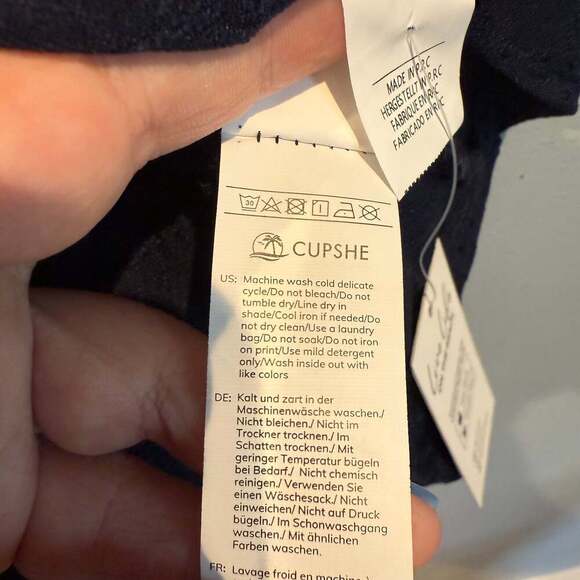 MADE IN P.R.C
HERGESTELLT IN P.R.C
FABRIQUE EN R.P.C
FABRICADO EN R.P.C
30
CUPSHE
US: Machine wash cold delicate
cycle/Do not bleach/Do not
tumble dry/Line dry in
shade/Cool iron if needed/Do
not dry clean/Use a laundry
bag/Do not soak/Do not iron
on print/Use mild detergent
only/Wash inside out with
like colors
DE: Kalt und zart in der
Maschinenwäsche waschen./
Nicht bleichen./ Nicht im
Trockner trocknen./ Im
Schatten trocknen./ Mit
geringer Temperatur bügeln
bei Bedarf./ Nicht chemisch
reinigen./ Verwenden Sie
einen Wäschesack./ Nicht
einweichen/ Nicht auf Druck
bügeln./ Im Schonwaschgang
waschen./ Mit ähnlichen
Farben waschen.
FR: Lavage froid en machine